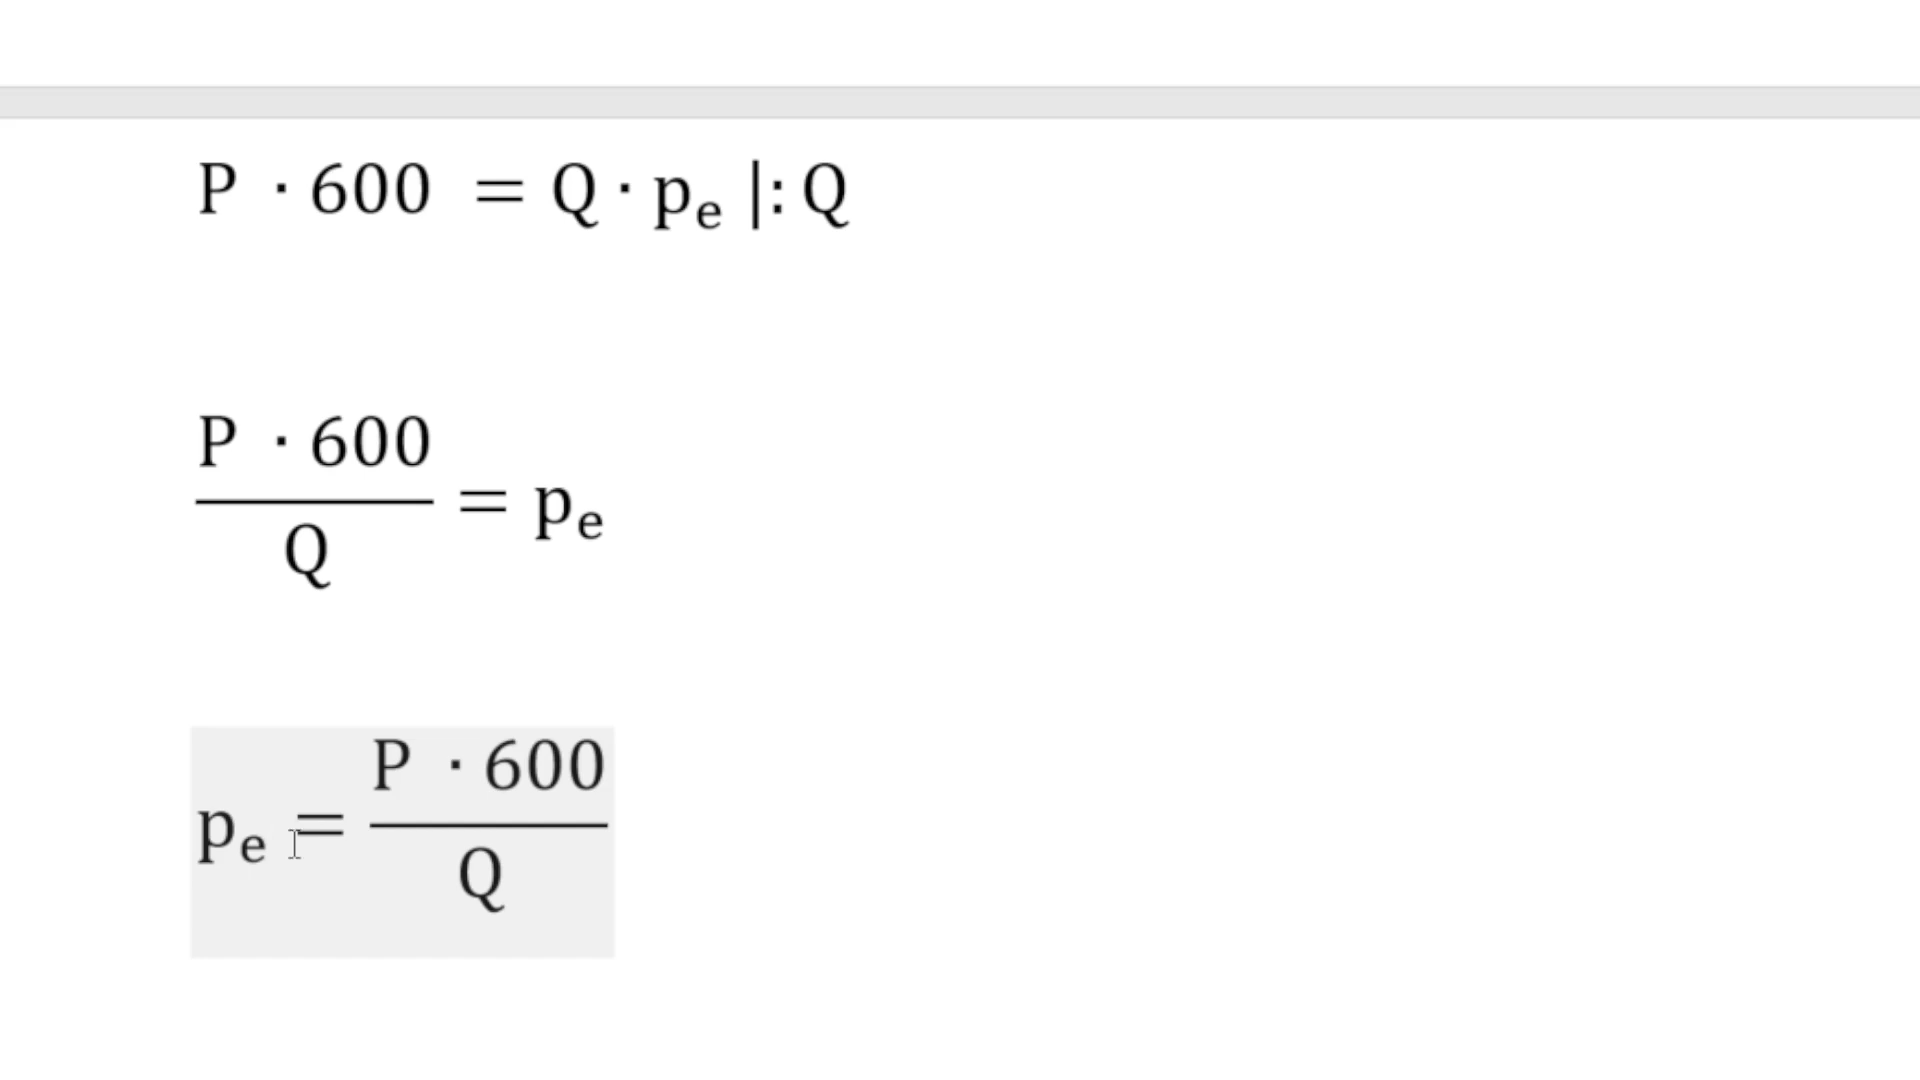 P · 600 = Q · pₑ |: Q
P · 600
Q
= pₑ
pₑ =
P · 600
Q